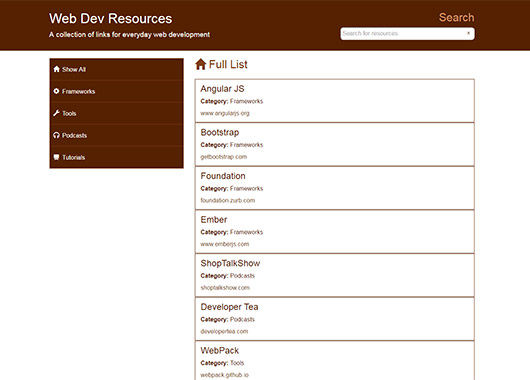 Web Dev Resources
A collection of links for everyday web development
Search
Search for resources
Show All
Frameworks
Tools
Podcasts
Tutorials
Full List
Angular JS
Category: Frameworks
www.angularjs.org
Bootstrap
Category: Frameworks
getbootstrap.com
Foundation
Category: Frameworks
foundation.zurb.com
Ember
Category: Frameworks
www.emberjs.com
ShopTalkShow
Category: Podcasts
shoptalkshow.com
Developer Tea
Category: Podcasts
developertea.com
WebPack
Category: Tools
webpack.github.io